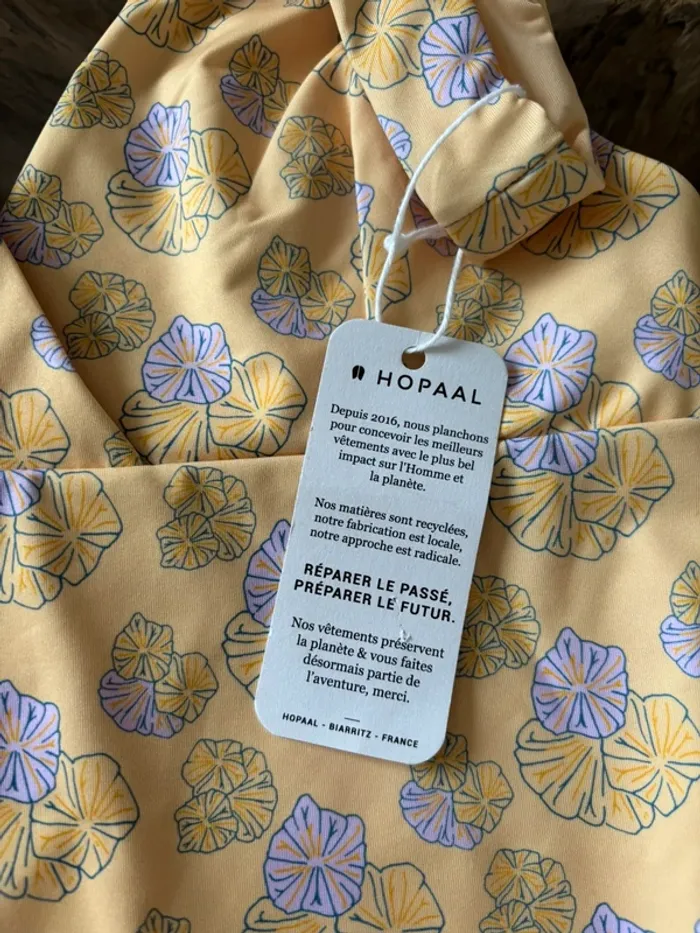 HOPAAL
Depuis 2016, nous planchons
pour concevoir les meilleurs
vêtements avec le plus bel
impact sur l'Homme et
la planète.
Nos matières sont recyclées,
notre fabrication est locale,
notre approche est radicale.
RÉPARER LE PASSÉ,
PRÉPARER LE FUTUR.
Nos vêtements préservent
la planète & vous faites
désormais partie de
l'aventure, merci.
HOPAAL - BIARRITZ - FRANCE